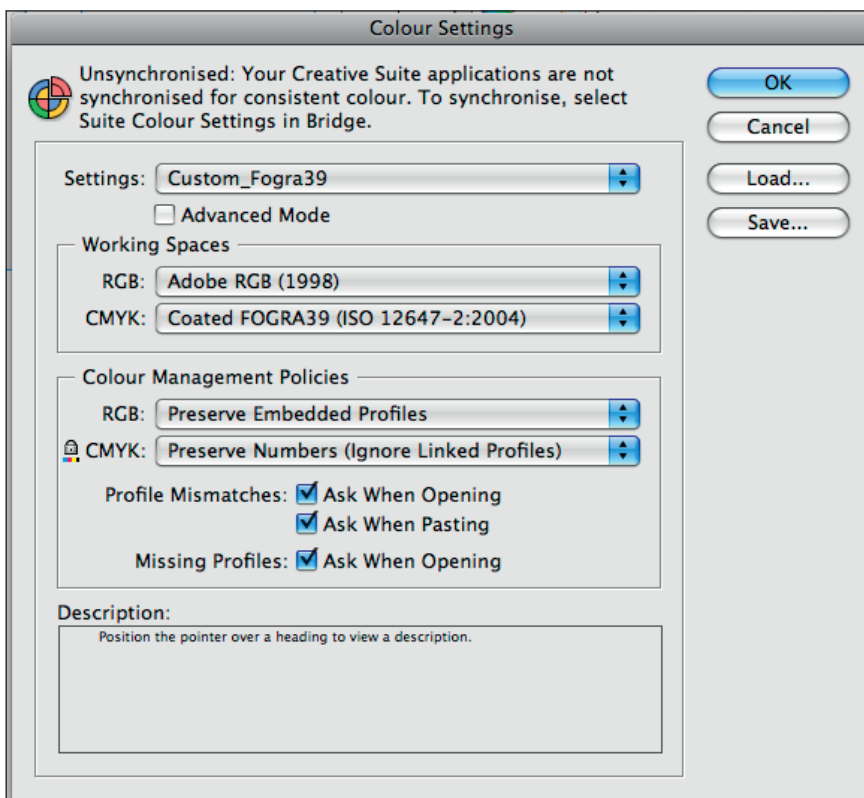 Colour Settings
Unsynchronised: Your Creative Suite applications are not
synchronised for consistent colour. To synchronise, select
Suite Colour Settings in Bridge.
OK
Cancel
Load...
Save...
Settings: Custom_Fogra39
Advanced Mode
Working Spaces
RGB: Adobe RGB (1998)
CMYK: Coated FOGRA39 (ISO 12647-2:2004)
Colour Management Policies
RGB: Preserve Embedded Profiles
CMYK: Preserve Numbers (Ignore Linked Profiles)
Profile Mismatches: Ask When Opening
Ask When Pasting
Missing Profiles: Ask When Opening
Description:
Position the pointer over a heading to view a description.